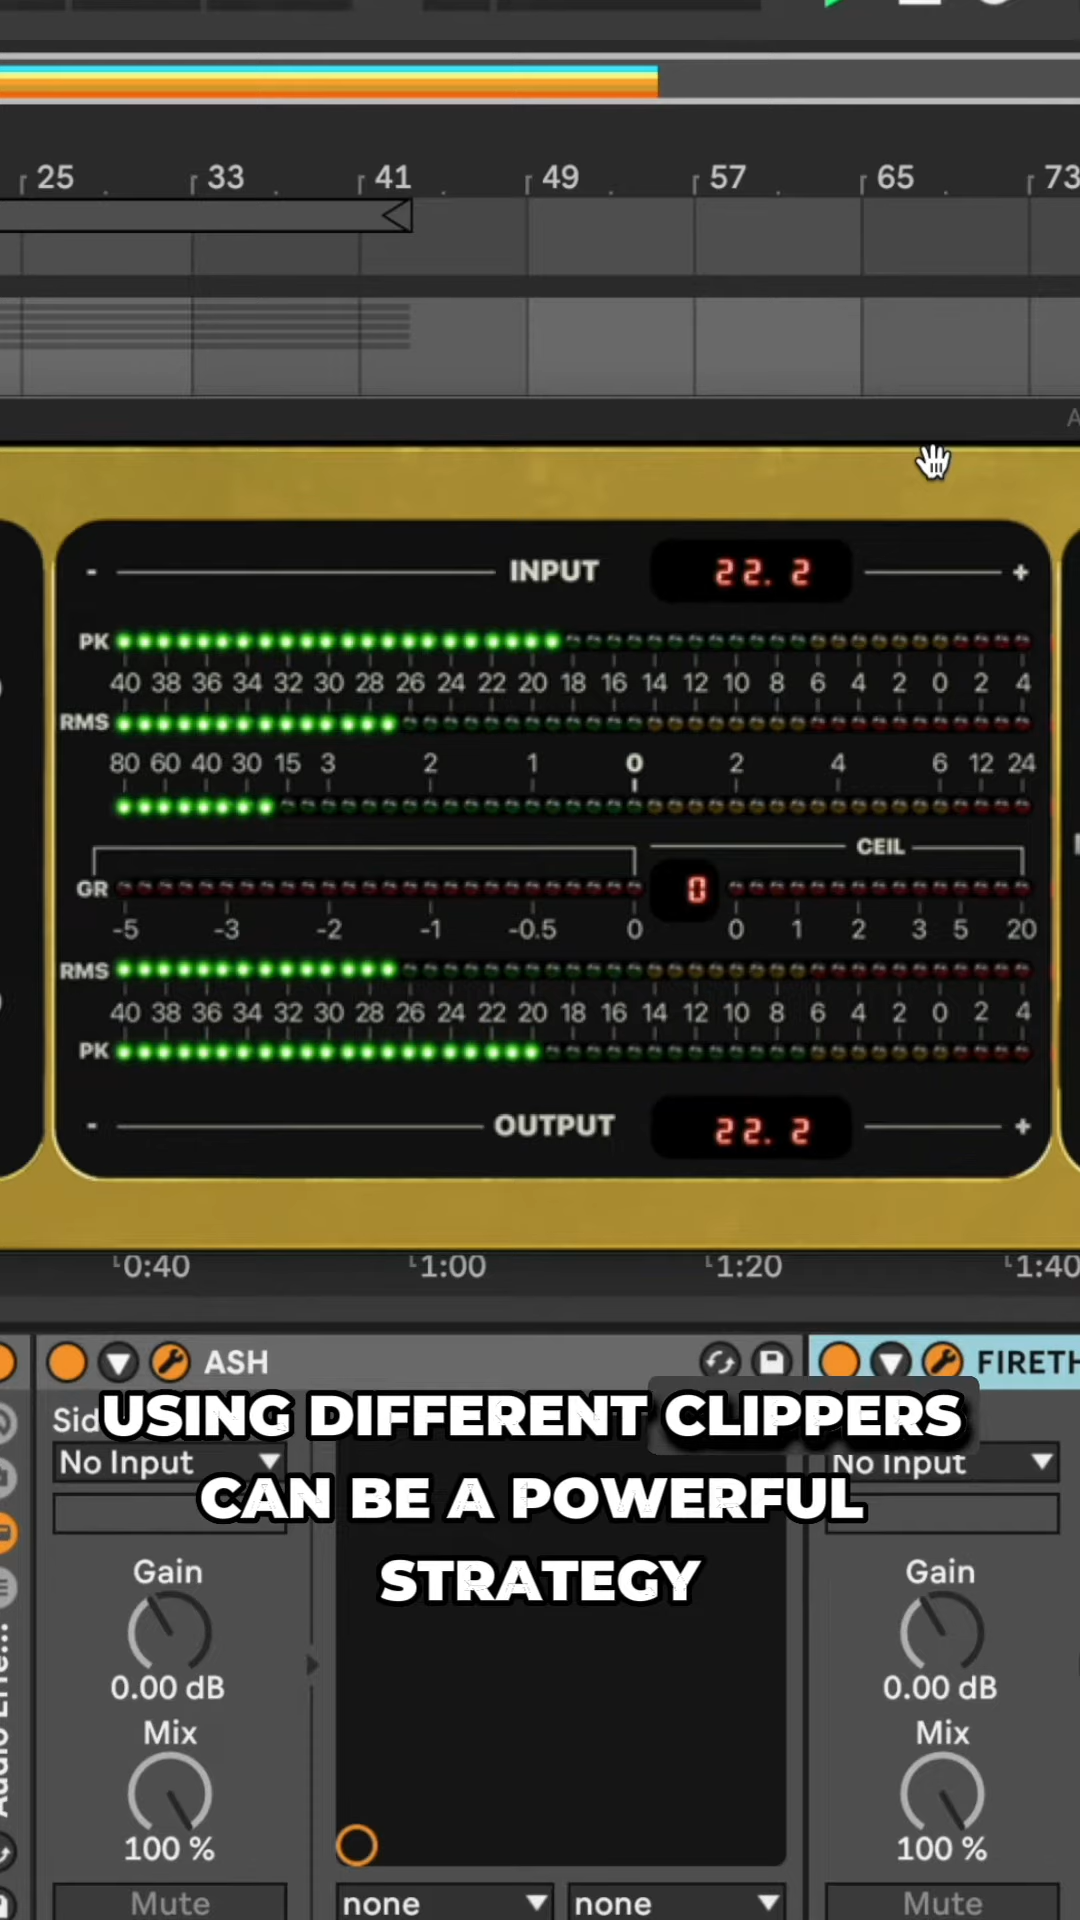 25 33 41 49 57 65 73
A
- INPUT 22.2 +
PK
40 38 36 34 32 30 28 26 24 22 20 18 16 14 12 10 8 6 4 2 0 2 4
RMS
80 60 40 30 15 3 2 1 0 2 4 6 12 24
CEIL
GR 0
-5 -3 -2 -1 -0.5 0 0 1 2 3 5 20
RMS
40 38 36 34 32 30 28 26 24 22 20 18 16 14 12 10 8 6 4 2 0 2 4
PK
- OUTPUT 22.2 +
0:40 1:00 1:20 1:40
ASH FIRETH
Sid
USING DIFFERENT CLIPPERS
No Input No Input
CAN BE A POWERFUL
STRATEGY
Gain Gain
0.00 dB 0.00 dB
Mix Mix
100 % 100 %
Mute none none Mute